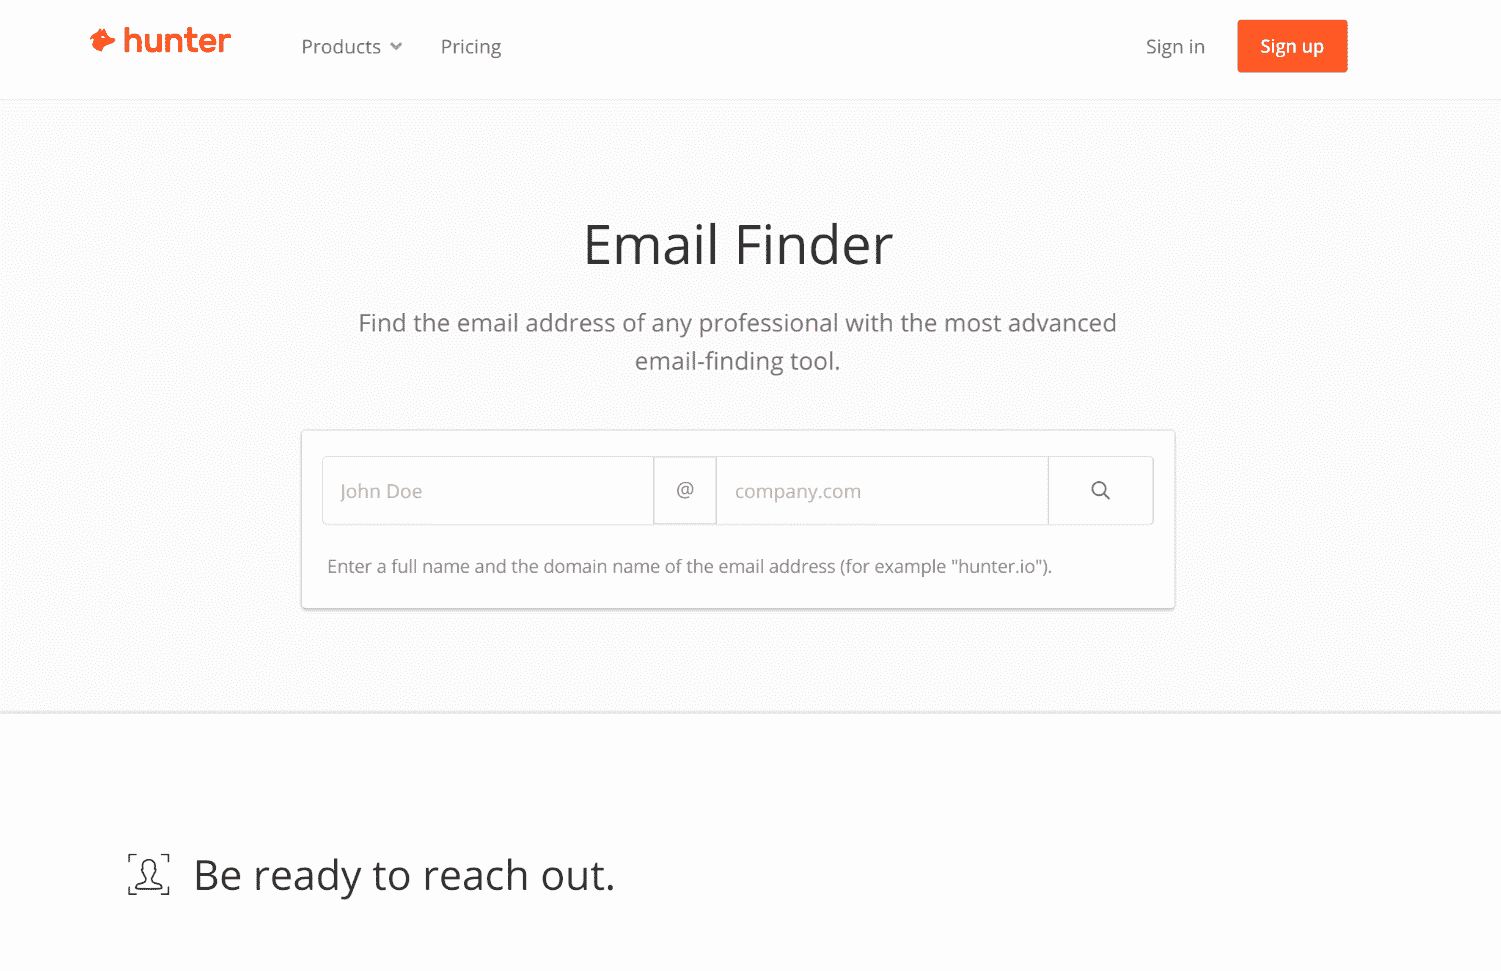 hunter
Products
Pricing
Sign in
Sign up
Email Finder
Find the email address of any professional with the most advanced
email-finding tool.
John Doe
@
company.com
Enter a full name and the domain name of the email address (for example "hunter.io").
Be ready to reach out.